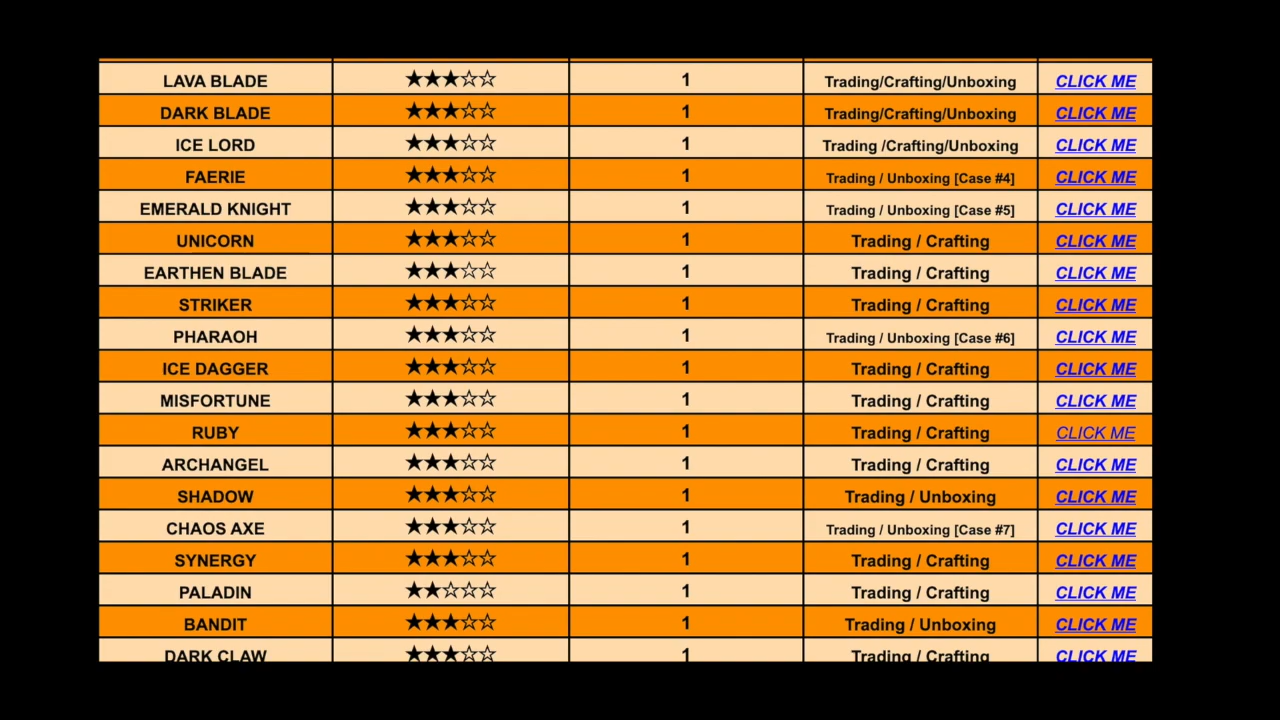 LAVA BLADE ★★★☆☆ 1 Trading/Crafting/Unboxing CLICK ME
DARK BLADE ★★★☆☆ 1 Trading/Crafting/Unboxing CLICK ME
ICE LORD ★★★☆☆ 1 Trading /Crafting/Unboxing CLICK ME
FAERIE ★★★☆☆ 1 Trading / Unboxing [Case #4] CLICK ME
EMERALD KNIGHT ★★★☆☆ 1 Trading / Unboxing [Case #5] CLICK ME
UNICORN ★★★☆☆ 1 Trading / Crafting CLICK ME
EARTHEN BLADE ★★★☆☆ 1 Trading / Crafting CLICK ME
STRIKER ★★★☆☆ 1 Trading / Crafting CLICK ME
PHARAOH ★★★☆☆ 1 Trading / Unboxing [Case #6] CLICK ME
ICE DAGGER ★★★☆☆ 1 Trading / Crafting CLICK ME
MISFORTUNE ★★★☆☆ 1 Trading / Crafting CLICK ME
RUBY ★★★☆☆ 1 Trading / Crafting CLICK ME
ARCHANGEL ★★★☆☆ 1 Trading / Crafting CLICK ME
SHADOW ★★★☆☆ 1 Trading / Unboxing CLICK ME
CHAOS AXE ★★★☆☆ 1 Trading / Unboxing [Case #7] CLICK ME
SYNERGY ★★★☆☆ 1 Trading / Crafting CLICK ME
PALADIN ★★☆☆☆ 1 Trading / Crafting CLICK ME
BANDIT ★★★☆☆ 1 Trading / Unboxing CLICK ME
DARK CLAW ★★★☆☆ 1 Trading / Crafting CLICK ME